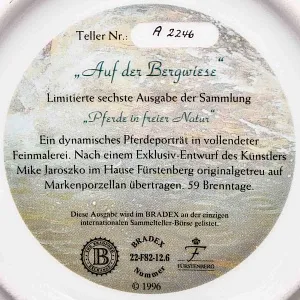 Teller Nr.: A 2246
„Auf der Bergwiese“
Limitierte sechste Ausgabe der Sammlung
„Pferde in freier Natur“
Ein dynamisches Pferdeporträt in vollendeter
Feinmalerei. Nach einem Exklusiv-Entwurf des Künstlers
Mike Jaroszko im Hause Fürstenberg originalgetreu auf
Markenporzellan übertragen. 59 Brenntage.
Diese Ausgabe wird im BRADEX an der einzigen
internationalen Sammelteller-Börse gelistet.
BRADEX
22-F82-12.6
Nummer
F
FÜRSTENBERG
© 1996